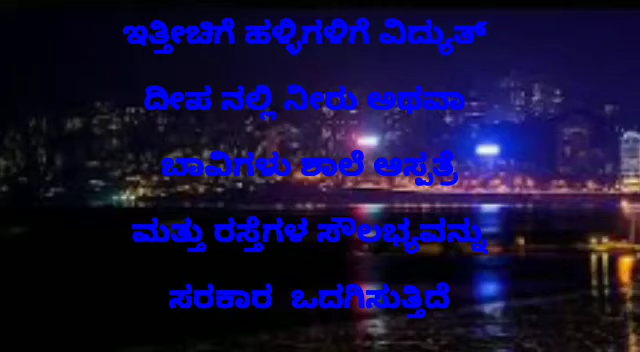 ಇತ್ತೀಚಿಗೆ ಹಳ್ಳಿಗಳಿಗೆ ವಿದ್ಯುತ್
ದೀಪ ನಲ್ಲಿ ನೀರು ಅಥವಾ
ಬಾವಿಗಳು ಶಾಲೆ ಆಸ್ಪತ್ರೆ
ಮತ್ತು ರಸ್ತೆಗಳ ಸೌಲಭ್ಯವನ್ನು
ಸರಕಾರ ಒದಗಿಸುತ್ತಿದೆ